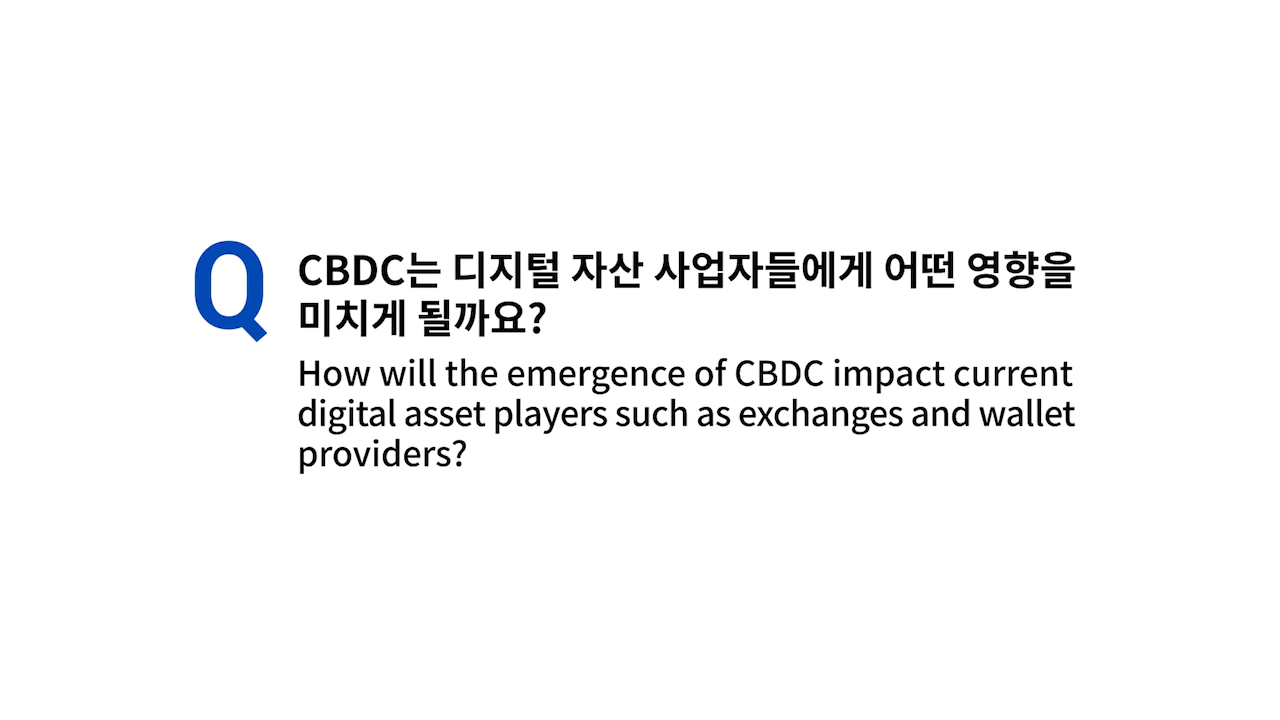 Q
CBDC는 디지털 자산 사업자들에게 어떤 영향을
미치게 될까요?
How will the emergence of CBDC impact current
digital asset players such as exchanges and wallet
providers?